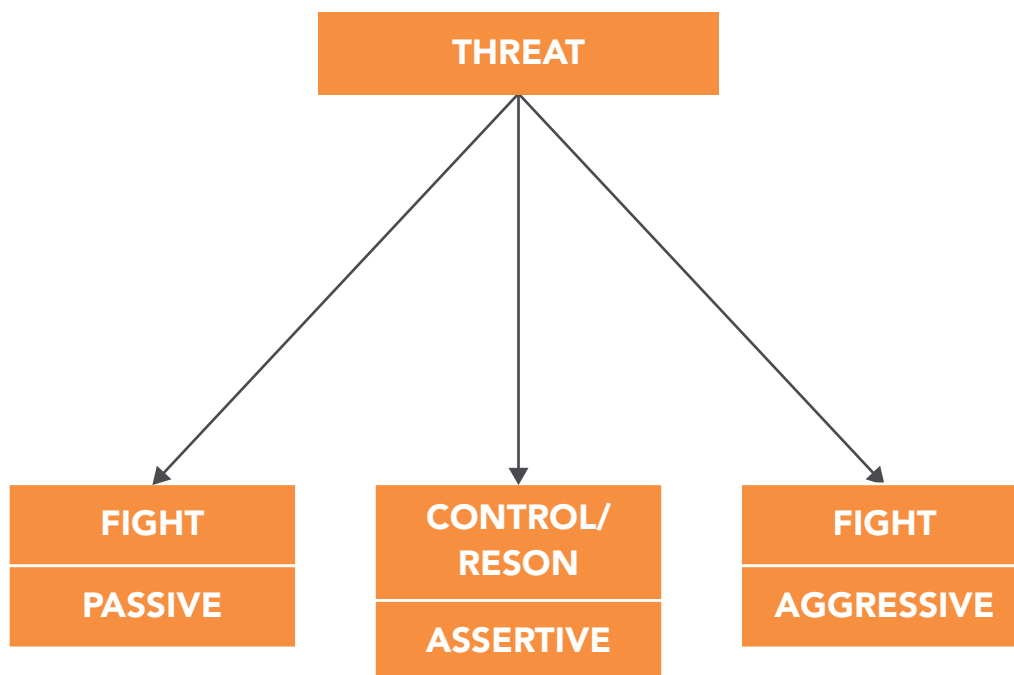 THREAT
FIGHT
PASSIVE
CONTROL/
RESON
ASSERTIVE
FIGHT
AGGRESSIVE